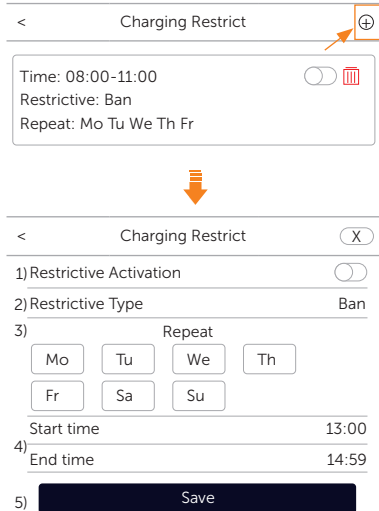 < Charging Restrict
Time: 08:00-11:00
Restrictive: Ban
Repeat: Mo Tu We Th Fr
< Charging Restrict X
1) Restrictive Activation
2) Restrictive Type Ban
3) Repeat
Mo Tu We Th
Fr Sa Su
Start time 13:00
4)
End time 14:59
5) Save